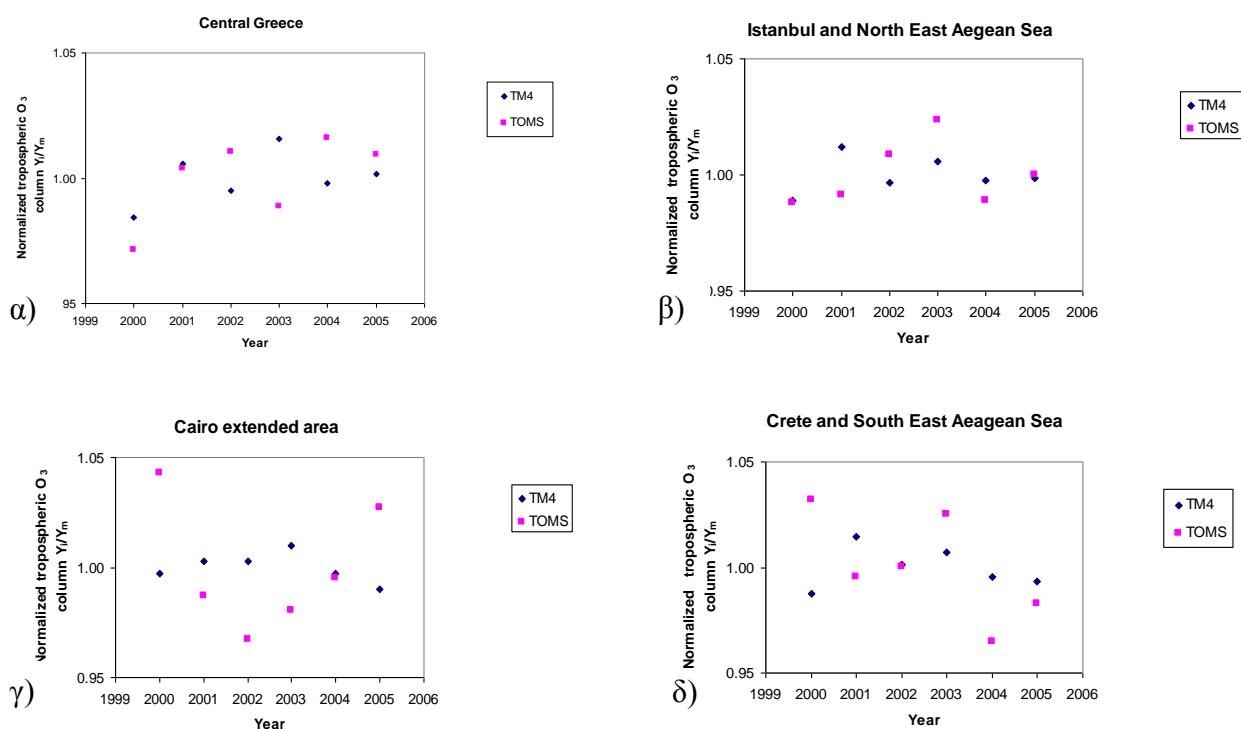 Central Greece
1.05
1.00
95
Normalized tropospheric O3
column Yi/Ym
1999 2000 2001 2002 2003 2004 2005 2006
Year
TM4
TOMS
α)
Istanbul and North East Aegean Sea
1.05
1.00
0.95
Normalized tropospheric O3
column Yi/Ym
1999 2000 2001 2002 2003 2004 2005 2006
Year
TM4
TOMS
β)
Cairo extended area
1.05
1.00
0.95
Normalized tropospheric O3
column Yi/Ym
1999 2000 2001 2002 2003 2004 2005 2006
Year
TM4
TOMS
γ)
Crete and South East Aeagean Sea
1.05
1.00
0.95
Normalized tropospheric O3
column Yi/Ym
1999 2000 2001 2002 2003 2004 2005 2006
Year
TM4
TOMS
δ)